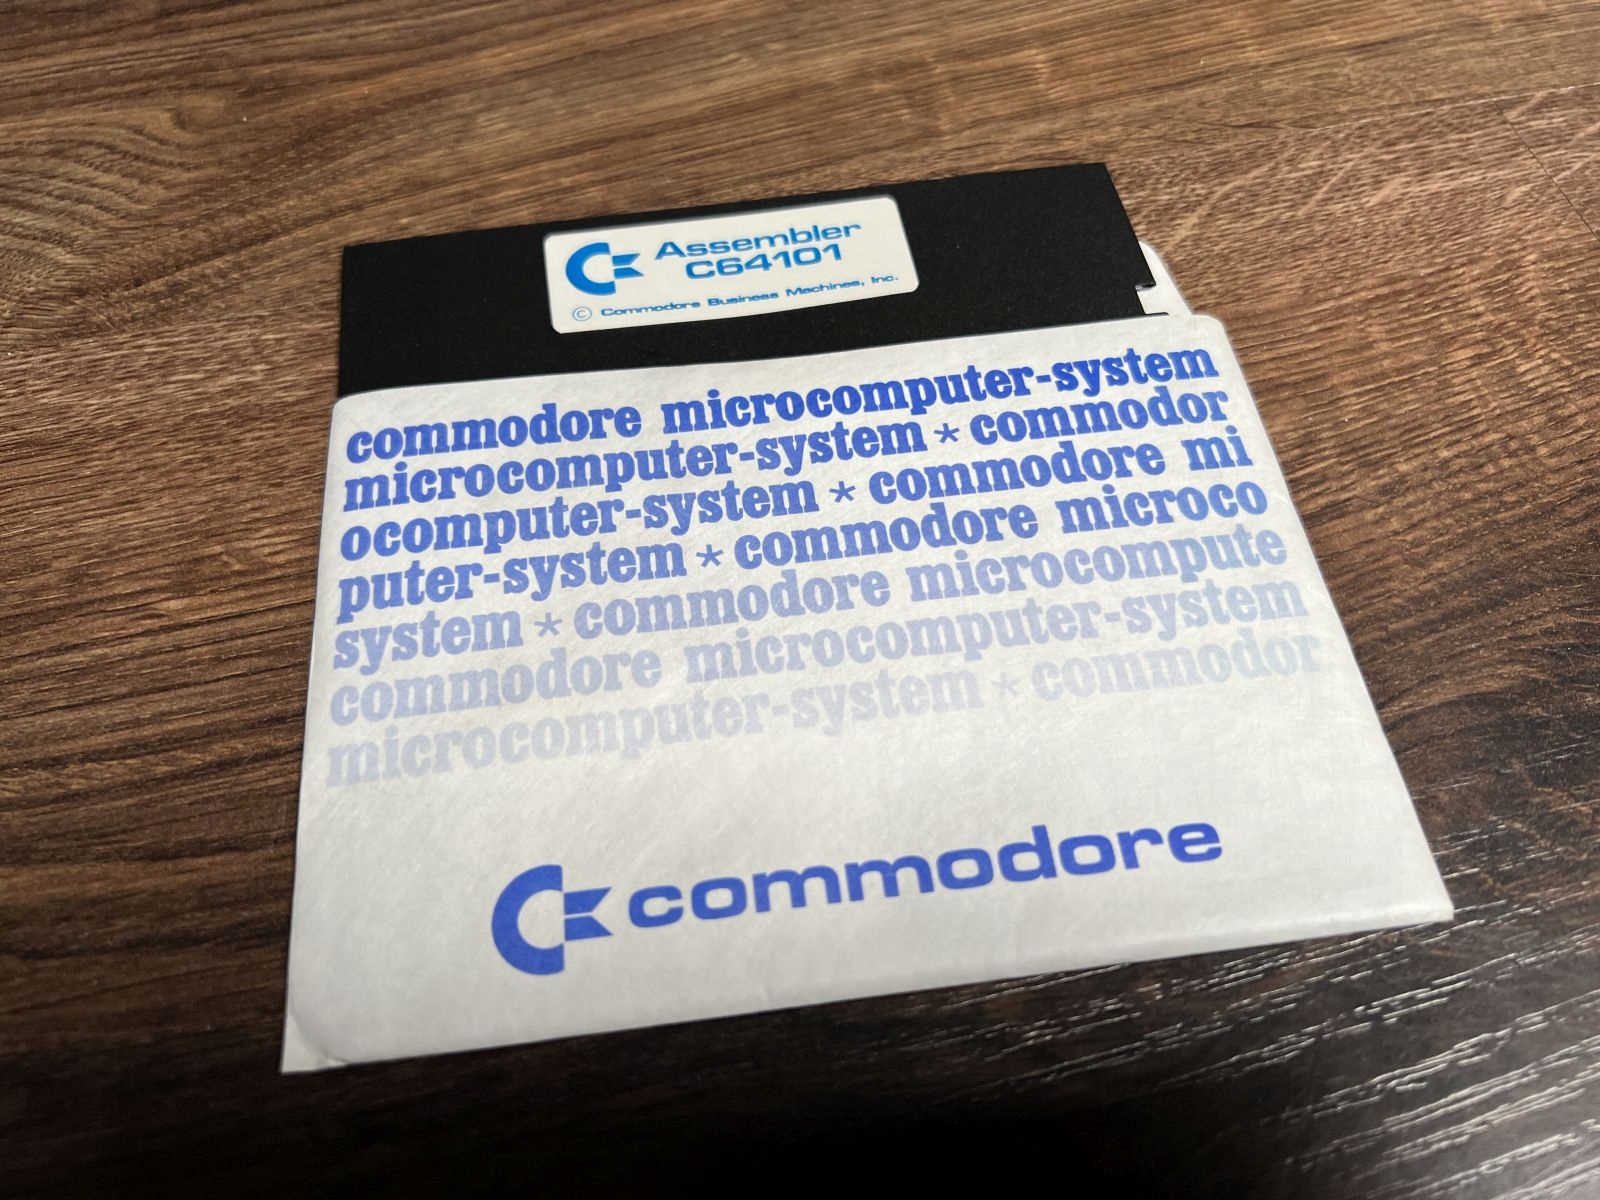 Assembler
C64101
© Commodore Business Machines, Inc.
commodore microcomputer-system
microcomputer-system * commodor
ocomputer-system * commodore mi
puter-system * commodore microco
system * commodore microcompute
commodore microcomputer-system
microcomputer-system * commodor
commodore